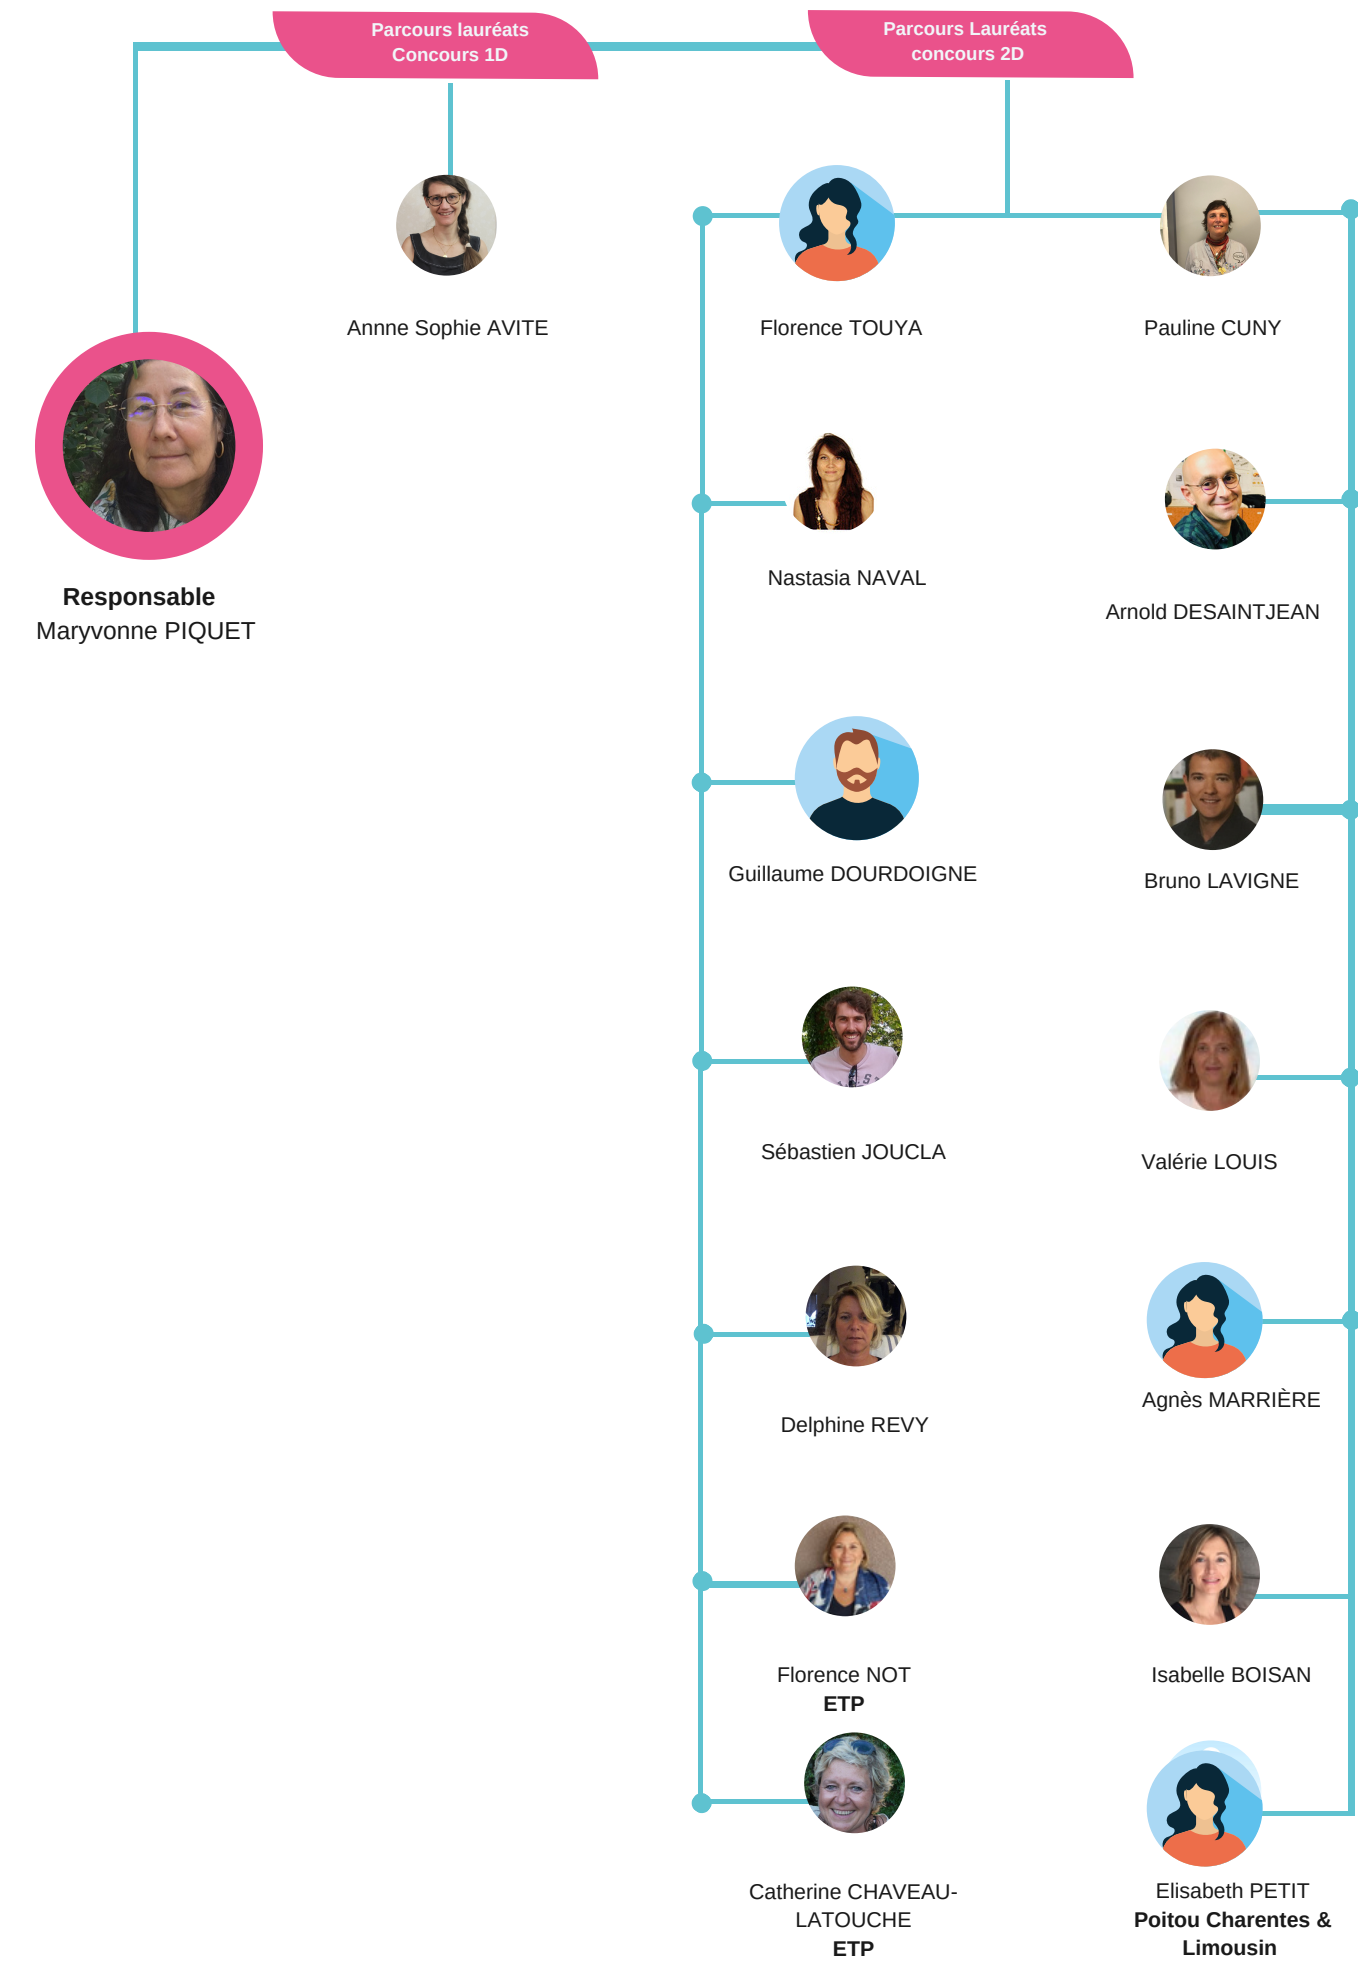 Parcours lauréats
Concours 1D
Parcours Lauréats
concours 2D
Annne Sophie AVITE
Florence TOUYA
Pauline CUNY
Responsable
Maryvonne PIQUET
Nastasia NAVAL
Arnold DESAINTJEAN
Guillaume DOURDOIGNE
Bruno LAVIGNE
Sébastien JOUCLA
Valérie LOUIS
Delphine REVY
Agnès MARRIÈRE
Florence NOT
ETP
Isabelle BOISAN
Catherine CHAVEAU-
LATOUCHE
ETP
Elisabeth PETIT
Poitou Charentes &
Limousin